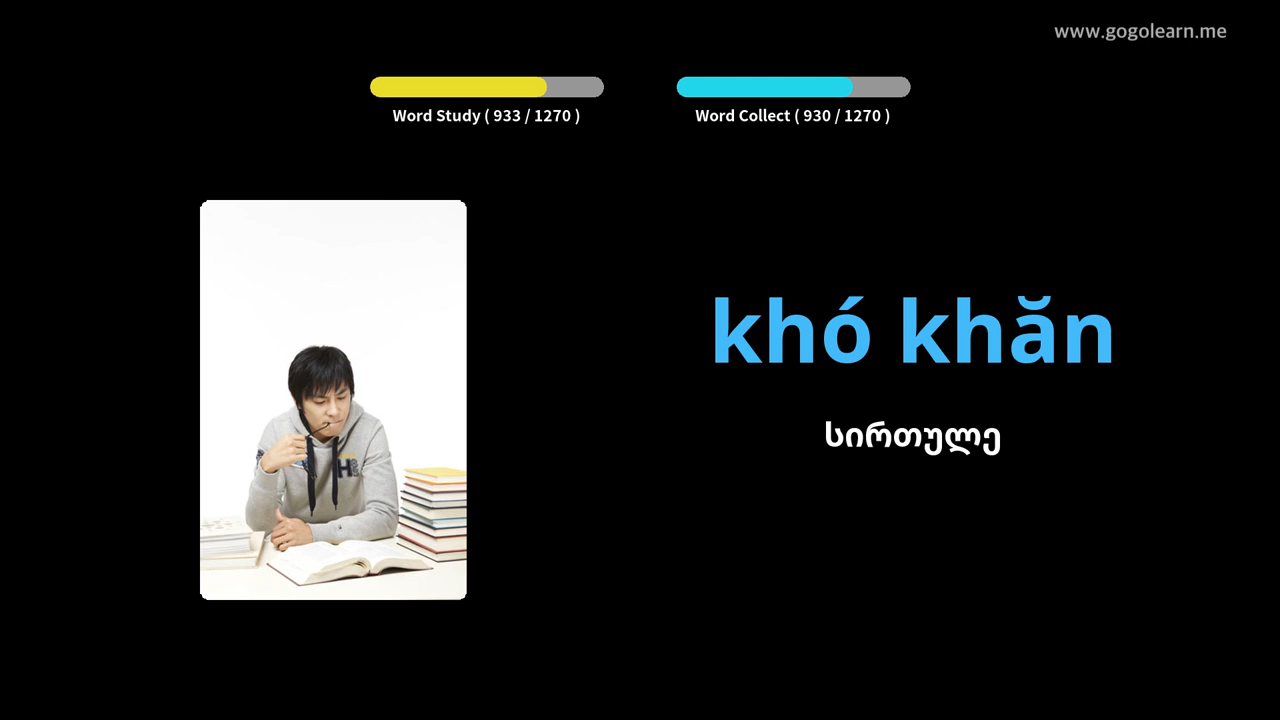 www.gogolearn.me
Word Study ( 933 / 1270 )
Word Collect ( 930 / 1270 )
khó khăn
სირთულე